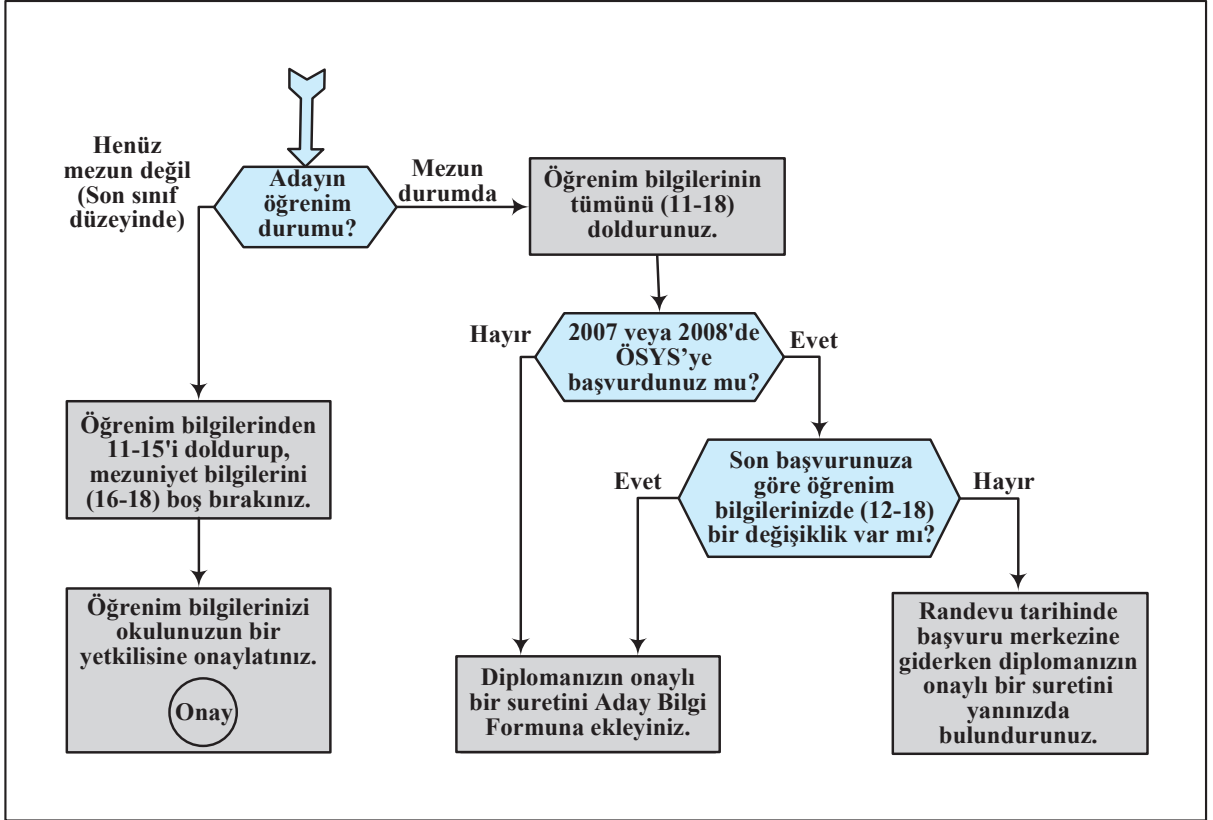 Henüz
mezun değil
(Son sınıf
düzeyinde)
Adayın
öğrenim
durumu?
Mezun
durumda
Öğrenim bilgilerinin
tümünü (11-18)
doldurunuz.
Hayır
2007 veya 2008'de
ÖSYS’ye
başvurdunuz mu?
Evet
Öğrenim bilgilerinden
11-15'i doldurup,
mezuniyet bilgilerini
(16-18) boş bırakınız.
Evet
Son başvurunuza
göre öğrenim
bilgilerinizde (12-18)
bir değişiklik var mı?
Hayır
Öğrenim bilgilerinizi
okulunuzun bir
yetkilisine onaylatınız.
Onay
Diplomanızın onaylı
bir suretini Aday Bilgi
Formuna ekleyiniz.
Randevu tarihinde
başvuru merkezine
giderken diplomanızın
onaylı bir suretini
yanınızda
bulundurunuz.